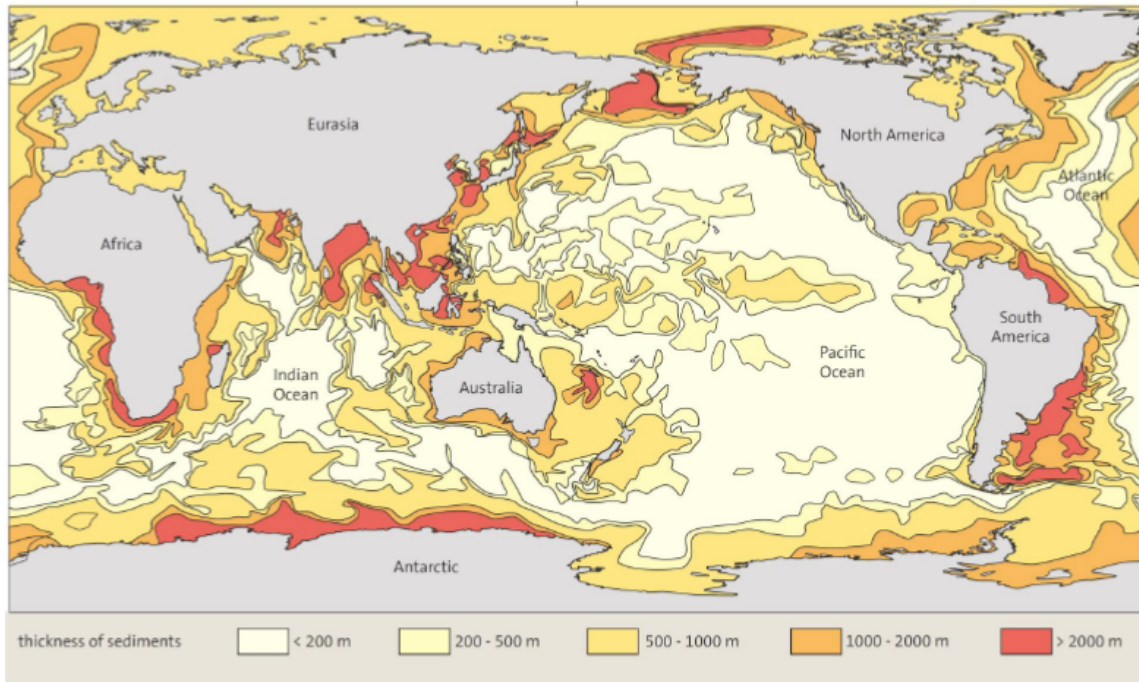 Eurasia
North America
Atlantic
Ocean
Africa
South
America
Pacific
Ocean
Indian
Ocean
Australia
Antarctic
thickness of sediments
< 200 m
200 - 500 m
500 - 1000 m
1000 - 2000 m
> 2000 m